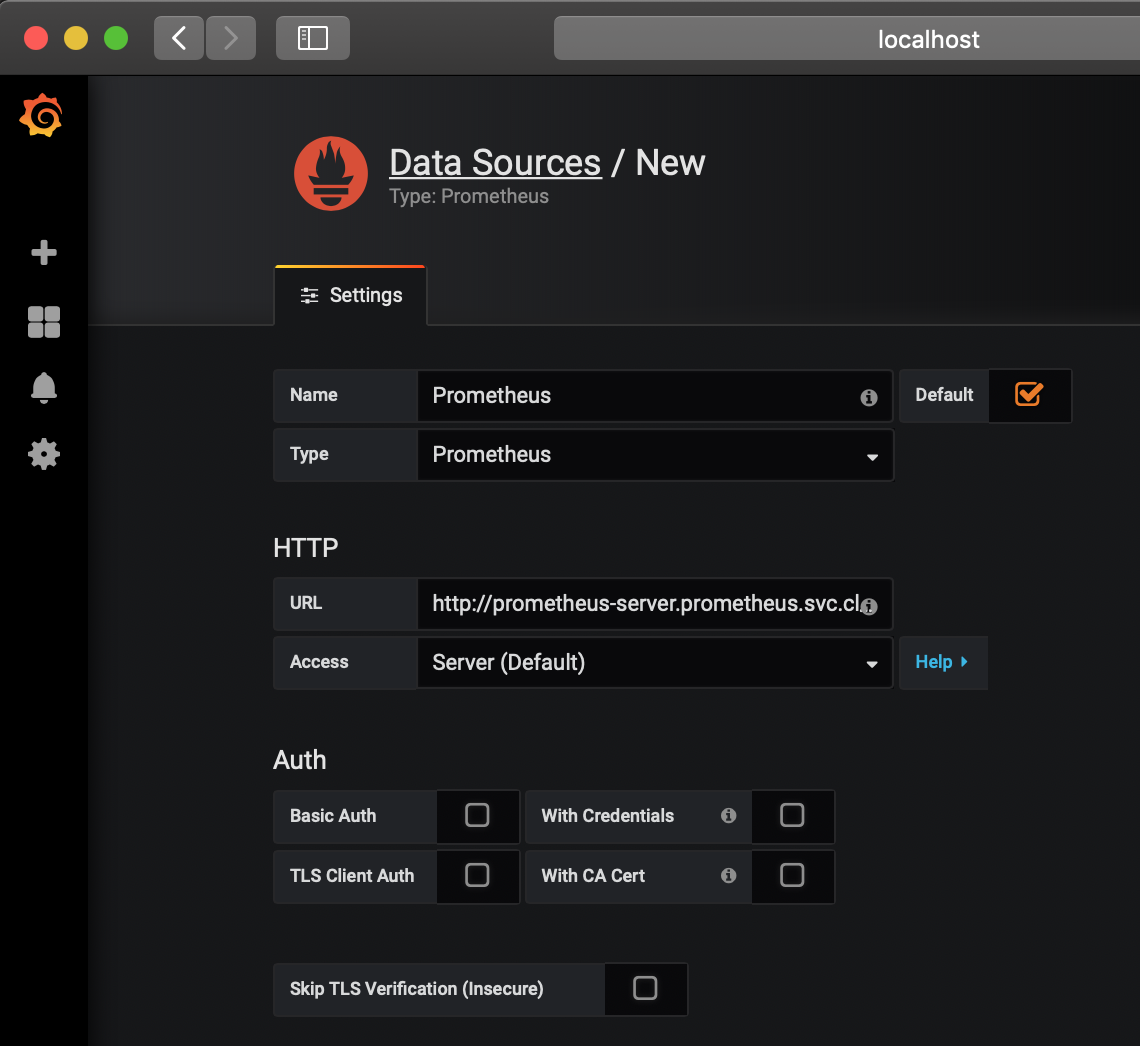 localhost
Data Sources / New
Type: Prometheus
Settings
Name Prometheus Default
Type Prometheus
HTTP
URL http://prometheus-server.prometheus.svc.cl
Access Server (Default) Help
Auth
Basic Auth With Credentials
TLS Client Auth With CA Cert
Skip TLS Verification (Insecure)